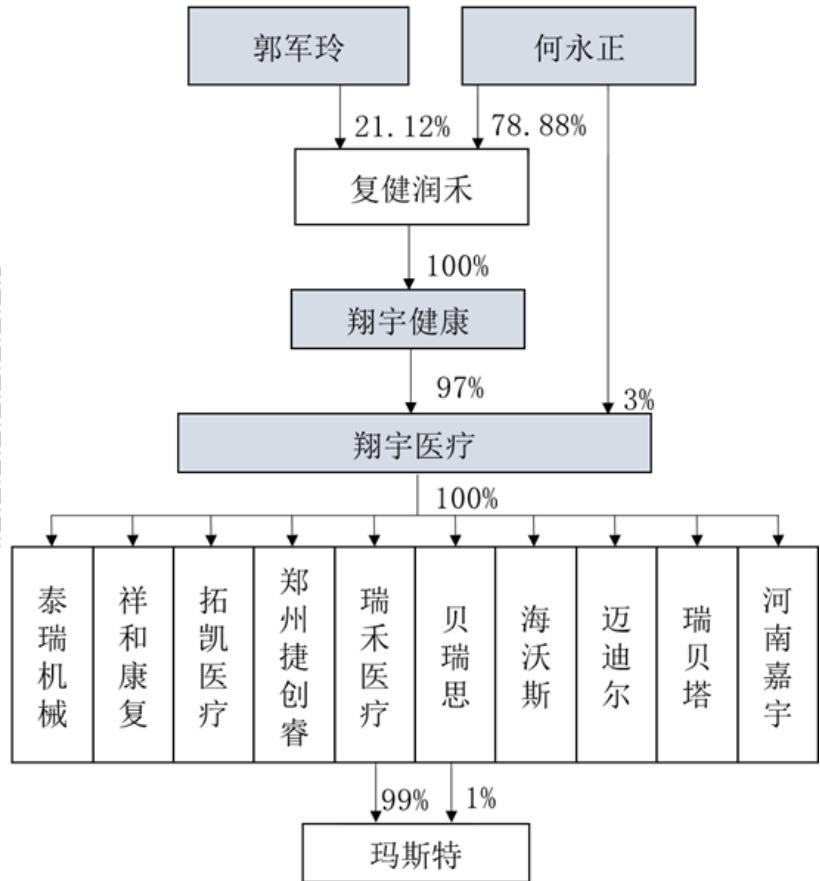 郭军玲
何永正
21.12%
78.88%
复健润禾
100%
翔宇健康
97%
3%
翔宇医疗
100%
泰瑞机械
祥和康复
拓凯医疗
郑州捷创睿
瑞禾医疗
贝瑞思
海沃斯
迈迪尔
瑞贝塔
河南嘉宇
99%
1%
玛斯特